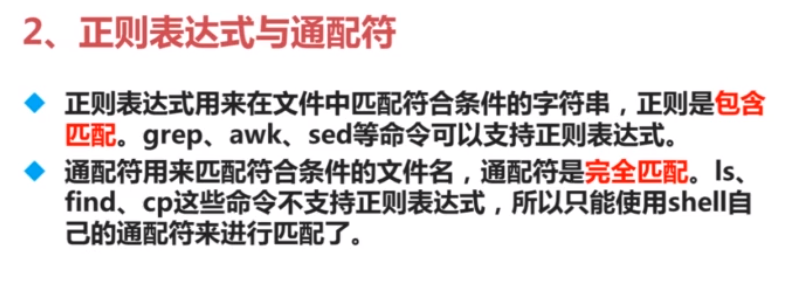 2、正则表达式与通配符
正则表达式用来在文件中匹配符合条件的字符串，正则是包含
匹配。grep、awk、sed等命令可以支持正则表达式。
通配符用来匹配符合条件的文件名，通配符是完全匹配。ls、
find、cp这些命令不支持正则表达式，所以只能使用shell自
己的通配符来进行匹配了。